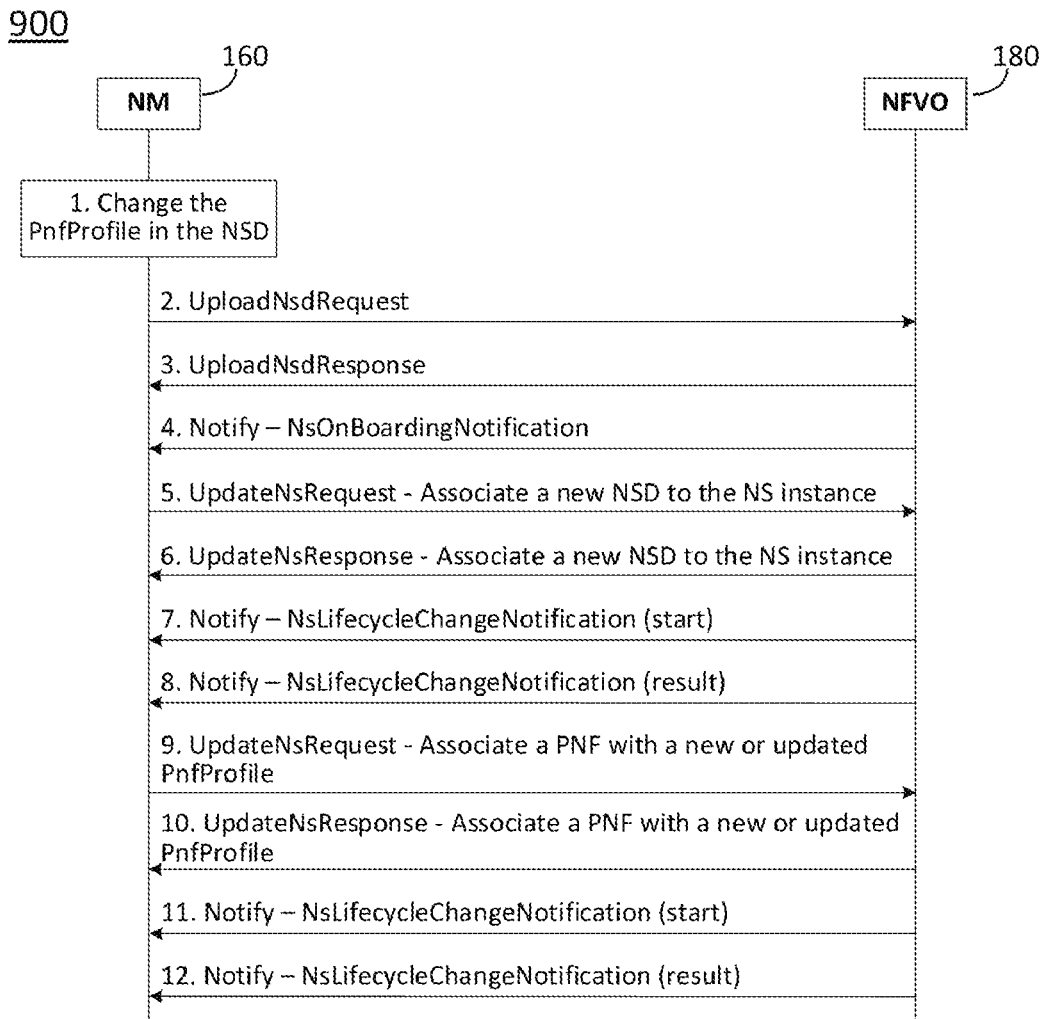 900
160
180
NM
NFVO
1. Change the
PnfProfile in the NSD
2. UploadNsdRequest
3. UploadNsdResponse
4. Notify – NsOnBoardingNotification
5. UpdateNsRequest - Associate a new NSD to the NS instance
6. UpdateNsResponse - Associate a new NSD to the NS instance
7. Notify – NsLifecycleChangeNotification (start)
8. Notify – NsLifecycleChangeNotification (result)
9. UpdateNsRequest - Associate a PNF with a new or updated
PnfProfile
10. UpdateNsResponse - Associate a PNF with a new or updated
PnfProfile
11. Notify – NsLifecycleChangeNotification (start)
12. Notify – NsLifecycleChangeNotification (result)